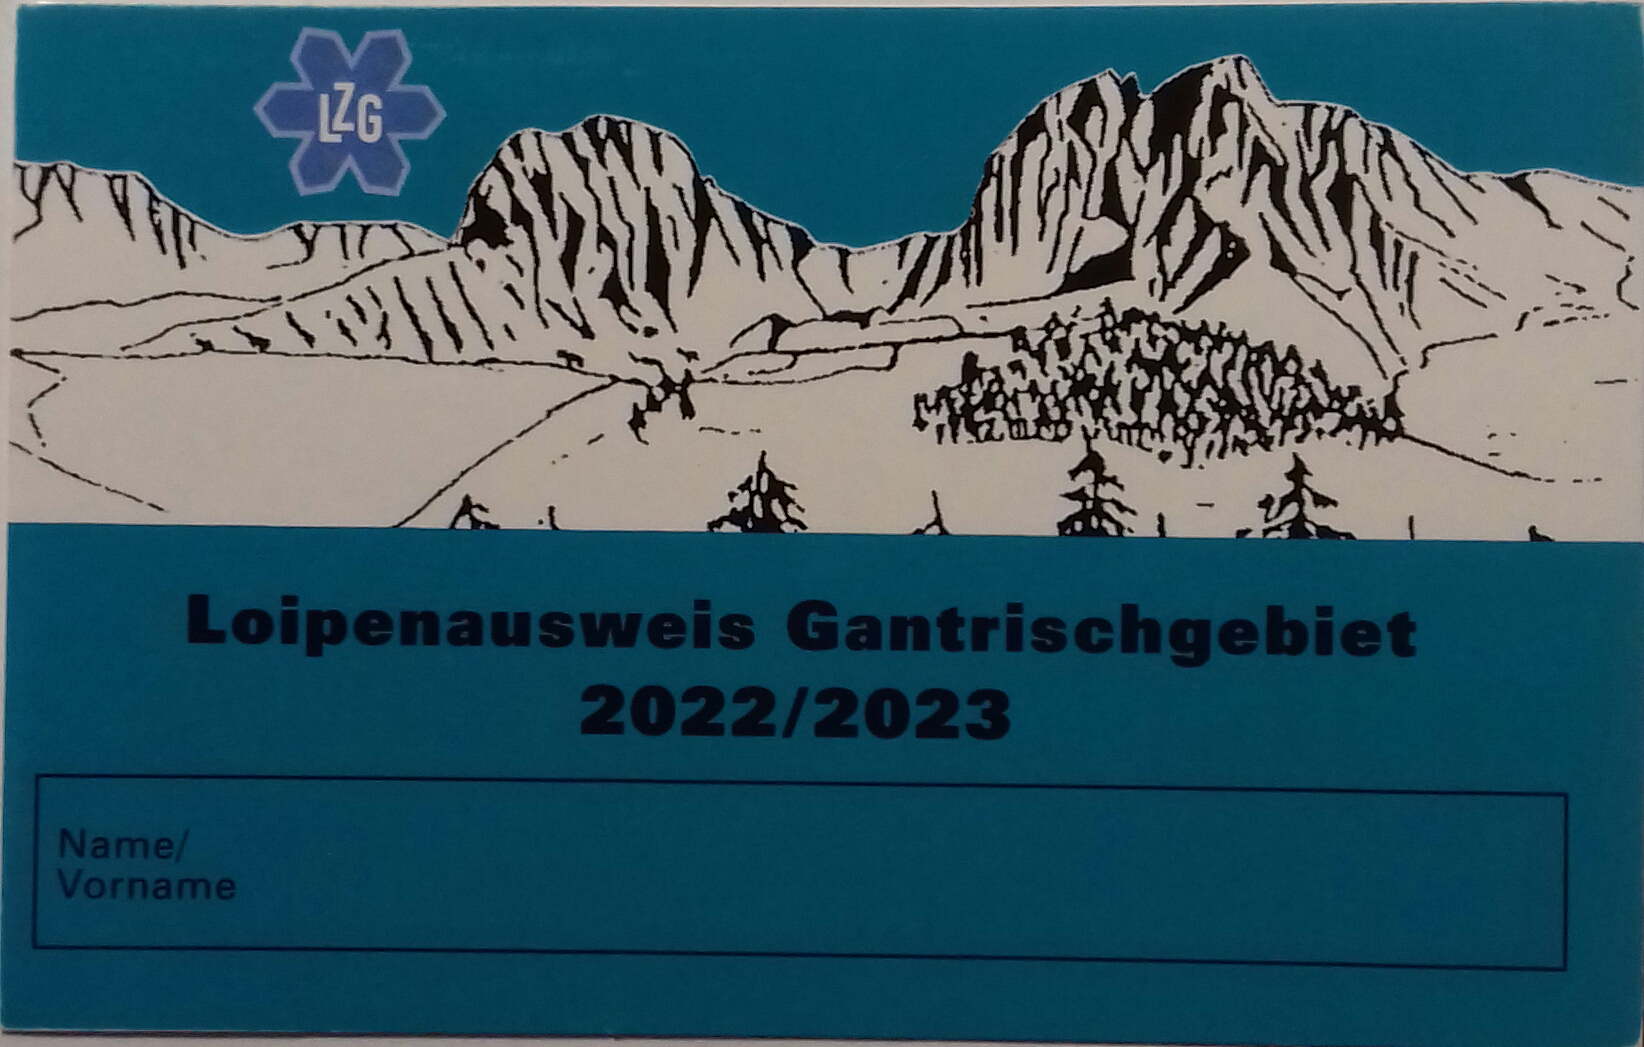 LZG
Loipenausweis Gantrischgebiet
2022/2023
Name/
Vorname